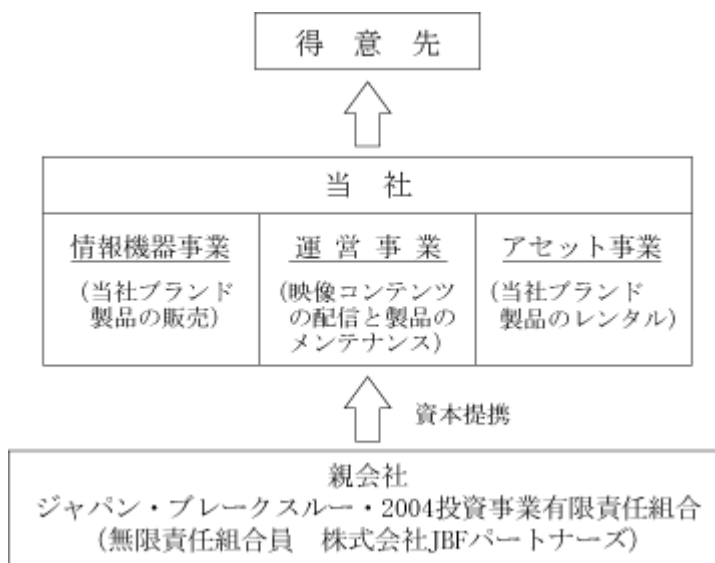 得意先
当社
情報機器事業
(当社ブランド
製品の販売)
運営事業
(映像コンテンツ
の配信と製品の
メンテナンス)
アセット事業
(当社ブランド
製品のレンタル)
資本提携
親会社
ジャパン・ブレークスルー・2004投資事業有限責任組合
(無限責任組合員 株式会社JBFパートナーズ)